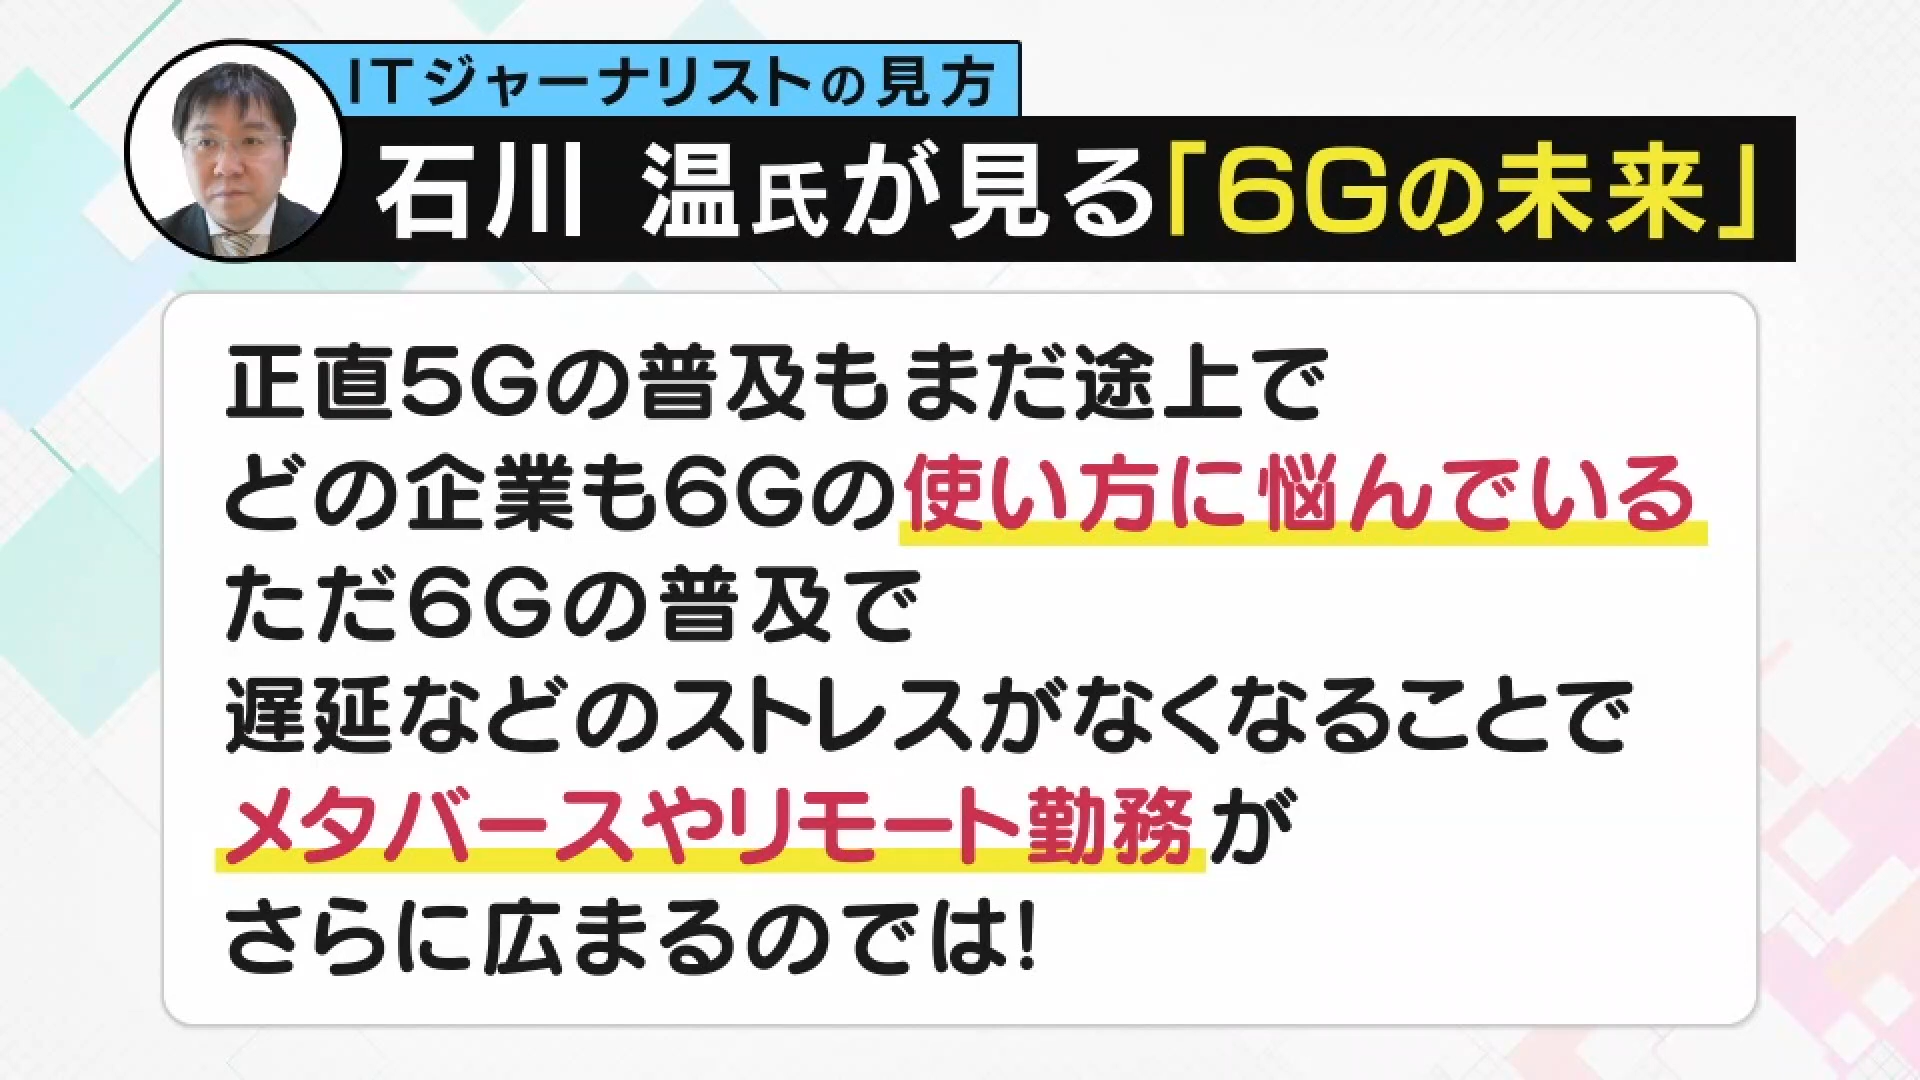 ITジャーナリストの見方
石川 温氏が見る「6Gの未来」
正直5Gの普及もまだ途上で
どの企業も6Gの使い方に悩んでいる
ただ6Gの普及で
遅延などのストレスがなくなることで
メタバースやリモート勤務が
さらに広まるのでは!